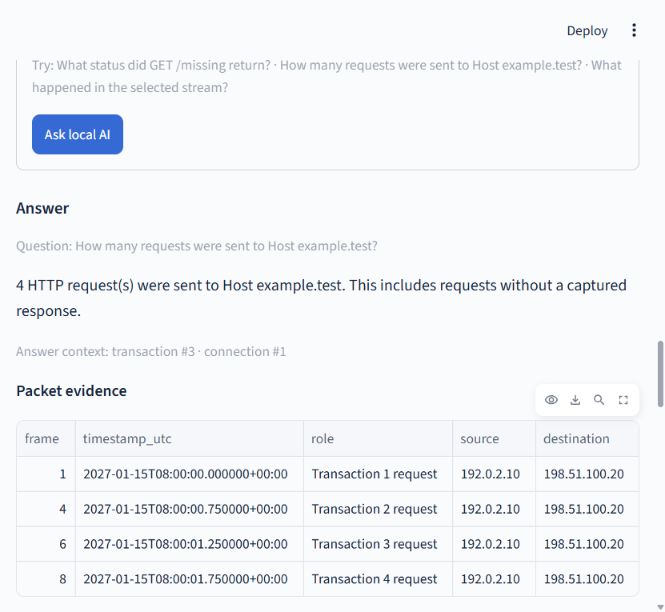 Deploy
Try: What status did GET /missing return? · How many requests were sent to Host example.test? · What
happened in the selected stream?
Ask local AI
Answer
Question: How many requests were sent to Host example.test?
4 HTTP request(s) were sent to Host example.test. This includes requests without a captured
response.
Answer context: transaction #3 · connection #1
Packet evidence
frame timestamp_utc role source destination
1 2027-01-15T08:00:00.000000+00:00 Transaction 1 request 192.0.2.10 198.51.100.20
4 2027-01-15T08:00:00.750000+00:00 Transaction 2 request 192.0.2.10 198.51.100.20
6 2027-01-15T08:00:01.250000+00:00 Transaction 3 request 192.0.2.10 198.51.100.20
8 2027-01-15T08:00:01.750000+00:00 Transaction 4 request 192.0.2.10 198.51.100.20